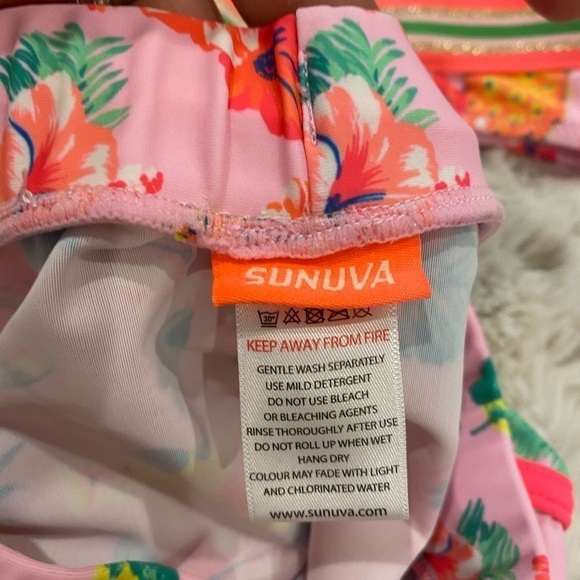 SUNUVA
30°
KEEP AWAY FROM FIRE
GENTLE WASH SEPARATELY
USE MILD DETERGENT
DO NOT USE BLEACH
OR BLEACHING AGENTS
RINSE THOROUGHLY AFTER USE
DO NOT ROLL UP WHEN WET
HANG DRY
COLOUR MAY FADE WITH LIGHT
AND CHLORINATED WATER
www.sunuva.com